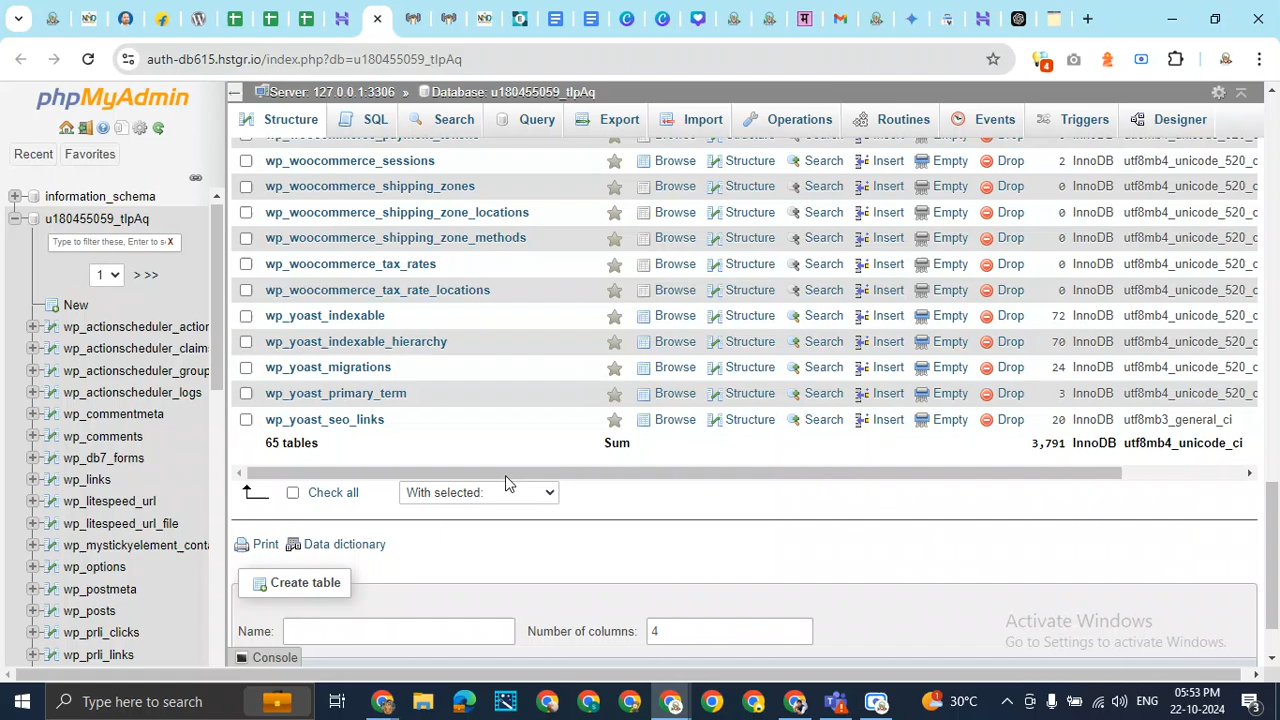 auth-db615.hstgr.io/index.php?db=u180455059_tlpAq
4
phpMyAdmin
Server: 127.0.0.1:3306 » Database: u180455059_tlpAq
Structure SQL Search Query Export Import Operations Routines Events Triggers Designer
Recent Favorites
information_schema
u180455059_tlpAq
Type to filter these, Enter to s X
1 > >>
New
wp_actionscheduler_action
wp_actionscheduler_claim
wp_actionscheduler_group
wp_actionscheduler_logs
wp_commentmeta
wp_comments
wp_db7_forms
wp_links
wp_litespeed_url
wp_litespeed_url_file
wp_mystickyelement_conta
wp_options
wp_postmeta
wp_posts
wp_prli_clicks
wp_prli_links
wp_woocommerce_sessions Browse Structure Search Insert Empty Drop 2 InnoDB utf8mb4_unicode_520_c
wp_woocommerce_shipping_zones Browse Structure Search Insert Empty Drop 0 InnoDB utf8mb4_unicode_520_c
wp_woocommerce_shipping_zone_locations Browse Structure Search Insert Empty Drop 0 InnoDB utf8mb4_unicode_520_c
wp_woocommerce_shipping_zone_methods Browse Structure Search Insert Empty Drop 0 InnoDB utf8mb4_unicode_520_c
wp_woocommerce_tax_rates Browse Structure Search Insert Empty Drop 0 InnoDB utf8mb4_unicode_520_c
wp_woocommerce_tax_rate_locations Browse Structure Search Insert Empty Drop 0 InnoDB utf8mb4_unicode_520_c
wp_yoast_indexable Browse Structure Search Insert Empty Drop 72 InnoDB utf8mb4_unicode_520_c
wp_yoast_indexable_hierarchy Browse Structure Search Insert Empty Drop 70 InnoDB utf8mb4_unicode_520_c
wp_yoast_migrations Browse Structure Search Insert Empty Drop 24 InnoDB utf8mb4_unicode_520_c
wp_yoast_primary_term Browse Structure Search Insert Empty Drop 3 InnoDB utf8mb4_unicode_520_c
wp_yoast_seo_links Browse Structure Search Insert Empty Drop 20 InnoDB utf8mb3_general_ci
65 tables Sum 3,791 InnoDB utf8mb4_unicode_ci
Check all With selected:
Print Data dictionary
Create table
Name: Number of columns: 4
Console
Activate Windows
Go to Settings to activate Windows.
Type here to search
30°C ENG 05:53 PM
22-10-2024 3